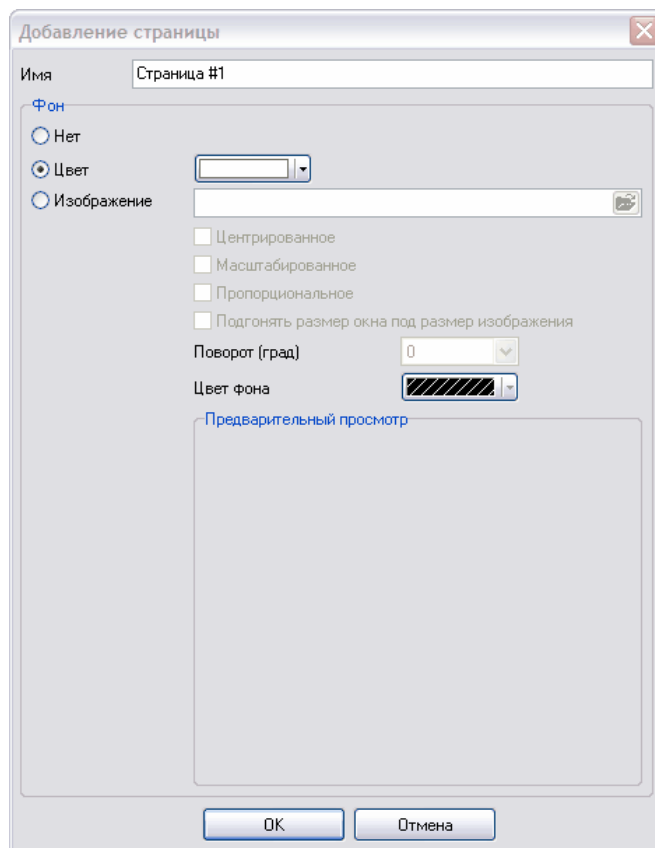 Добавление страницы
Имя Страница #1
Фон
Нет
Цвет
Изображение
Центрированное
Масштабированное
Пропорциональное
Подгонять размер окна под размер изображения
Поворот (град) 0
Цвет фона
Предварительный просмотр
OK Отмена